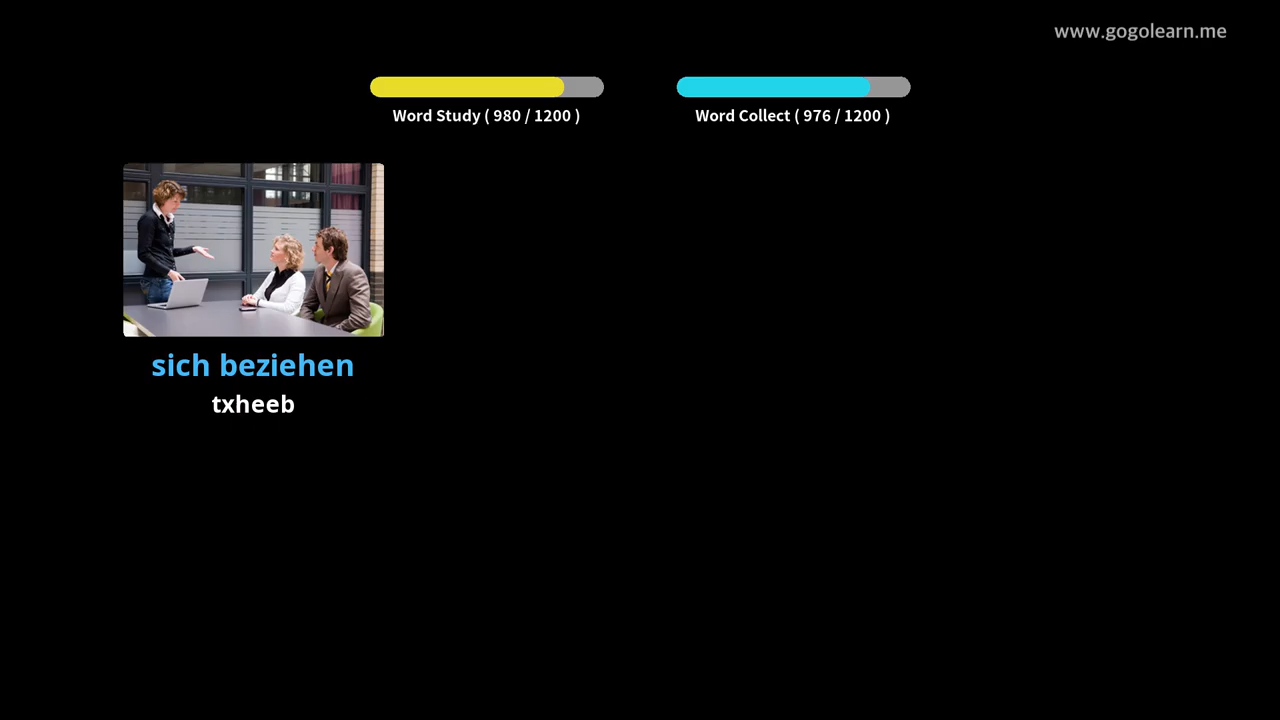 www.gogolearn.me
Word Study ( 980 / 1200 )
Word Collect ( 976 / 1200 )
sich beziehen
txheeb